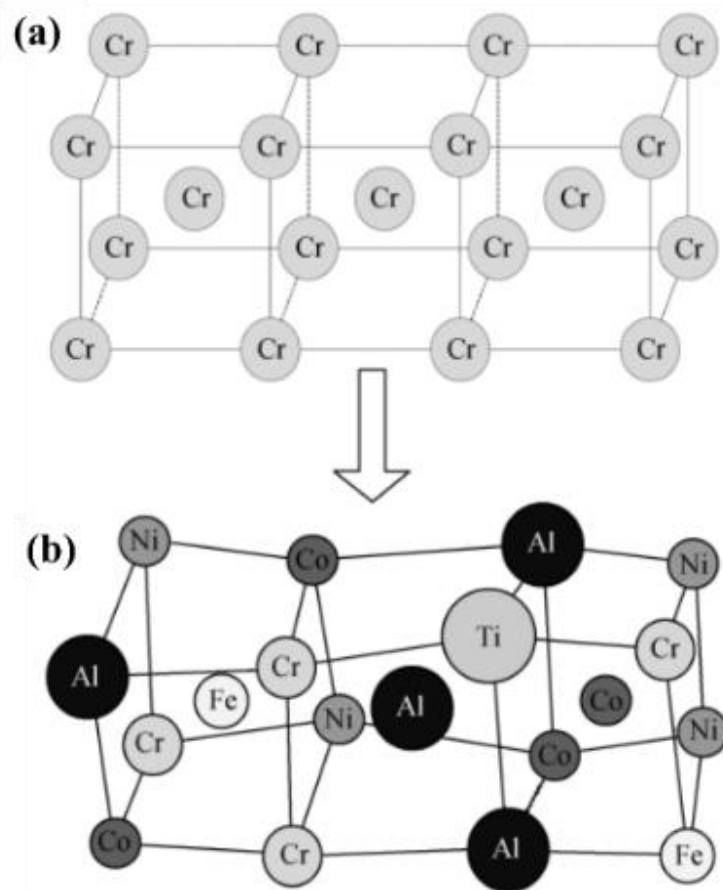 (a)
Cr Cr Cr Cr
Cr Cr Cr Cr
Cr Cr Cr
Cr Cr Cr Cr
Cr Cr Cr Cr
(b)
Ni Co Al Ni
Al Cr Ti Cr
Fe Al Co
Cr Ni Co Ni
Co Cr Al Fe